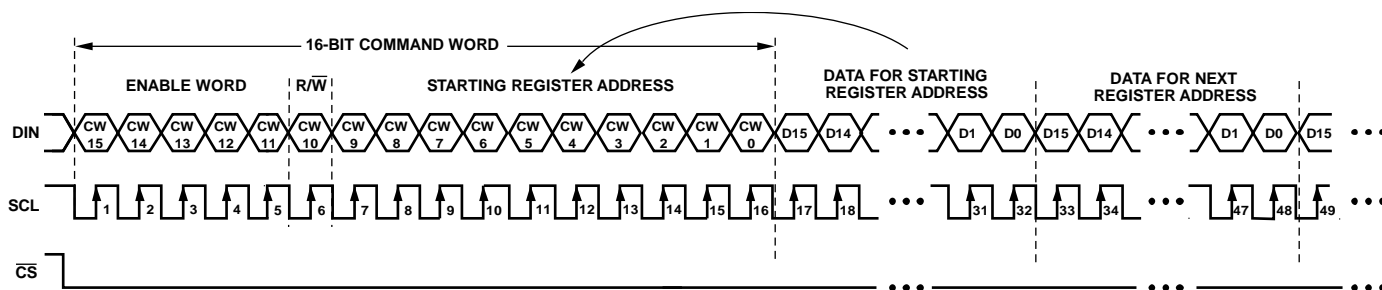 16-BIT COMMAND WORD
ENABLE WORD R/W̅ STARTING REGISTER ADDRESS
DATA FOR STARTING
REGISTER ADDRESS
DATA FOR NEXT
REGISTER ADDRESS
DIN
CW CW CW CW CW CW CW CW CW CW CW CW CW CW CW CW
15 14 13 12 11 10 9 8 7 6 5 4 3 2 1 0
D15 D14 ••• D1 D0 D15 D14 ••• D1 D0 D15 •••
SCL 1 2 3 4 5 6 7 8 9 10 11 12 13 14 15 16 17 18 ••• 31 32 33 34 ••• 47 48 49 •••
C̅S̅ ••• ••• •••